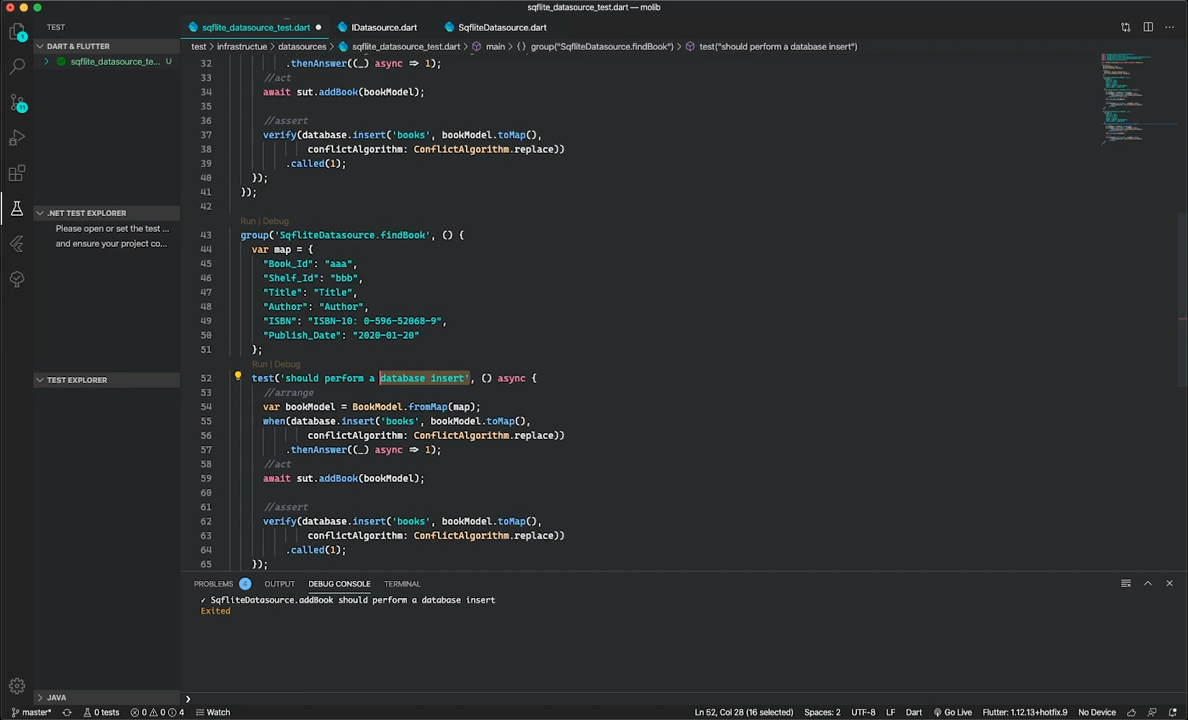 sqflite_datasource_test.dart — molib
TEST
sqflite_datasource_test.dart
IDatasource.dart
SqfliteDatasource.dart
DART & FLUTTER
test › infrastructue › datasources › sqflite_datasource_test.dart › main › {} group("SqfliteDatasource.findBook") › test("should perform a database insert")
sqflite_datasource_te... U
32 .thenAnswer((_) async => 1);
33 //act
34 await sut.addBook(bookModel);
35
36 //assert
37 verify(database.insert('books', bookModel.toMap(),
38 conflictAlgorithm: ConflictAlgorithm.replace))
39 .called(1);
40 });
41 });
42
.NET TEST EXPLORER
Please open or set the test ...
and ensure your project co...
Run | Debug
43 group('SqfliteDatasource.findBook', () {
44 var map = {
45 "Book_Id": "aaa",
46 "Shelf_Id": "bbb",
47 "Title": "Title",
48 "Author": "Author",
49 "ISBN": "ISBN-10: 0-596-52068-9",
50 "Publish_Date": "2020-01-20"
51 };
Run | Debug
TEST EXPLORER
52 test('should perform a database insert', () async {
53 //arrange
54 var bookModel = BookModel.fromMap(map);
55 when(database.insert('books', bookModel.toMap(),
56 conflictAlgorithm: ConflictAlgorithm.replace))
57 .thenAnswer((_) async => 1);
58 //act
59 await sut.addBook(bookModel);
60
61 //assert
62 verify(database.insert('books', bookModel.toMap(),
63 conflictAlgorithm: ConflictAlgorithm.replace))
64 .called(1);
65 });
PROBLEMS 4 OUTPUT DEBUG CONSOLE TERMINAL
✓ SqfliteDatasource.addBook should perform a database insert
Exited
JAVA
master* 0 tests 0 0 4 Watch
Ln 52, Col 28 (16 selected) Spaces: 2 UTF-8 LF Dart Go Live Flutter: 1.12.13+hotfix.9 No Device